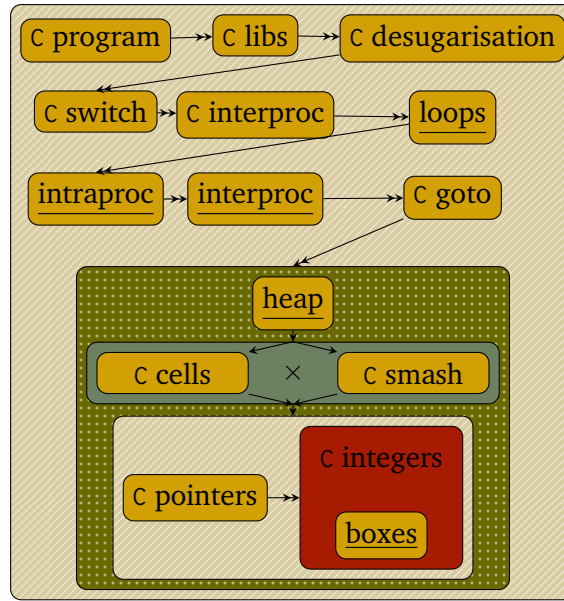 C program C libs C desugarisation
C switch C interproc loops
intraproc interproc C goto
heap
C cells × C smash
C integers
C pointers
boxes